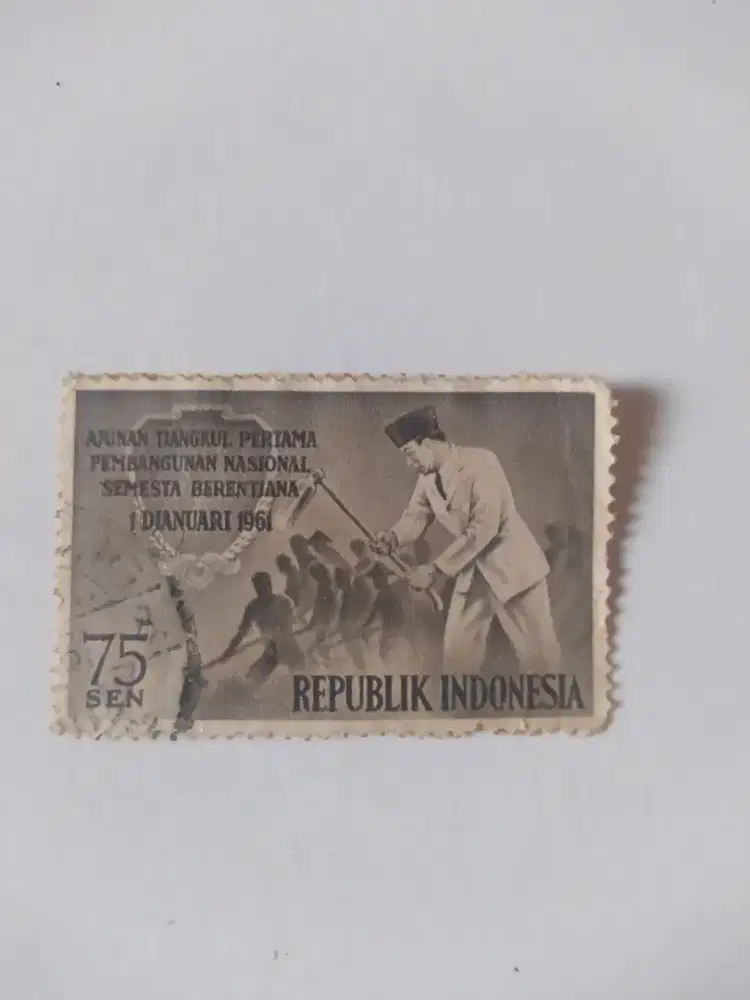 AJUNAN TJANGKUL PERTAMA
PEMBANGUNAN NASIONAL
SEMESTA BERENTJANA
1 DJANUARI 1961
75
SEN
REPUBLIK INDONESIA